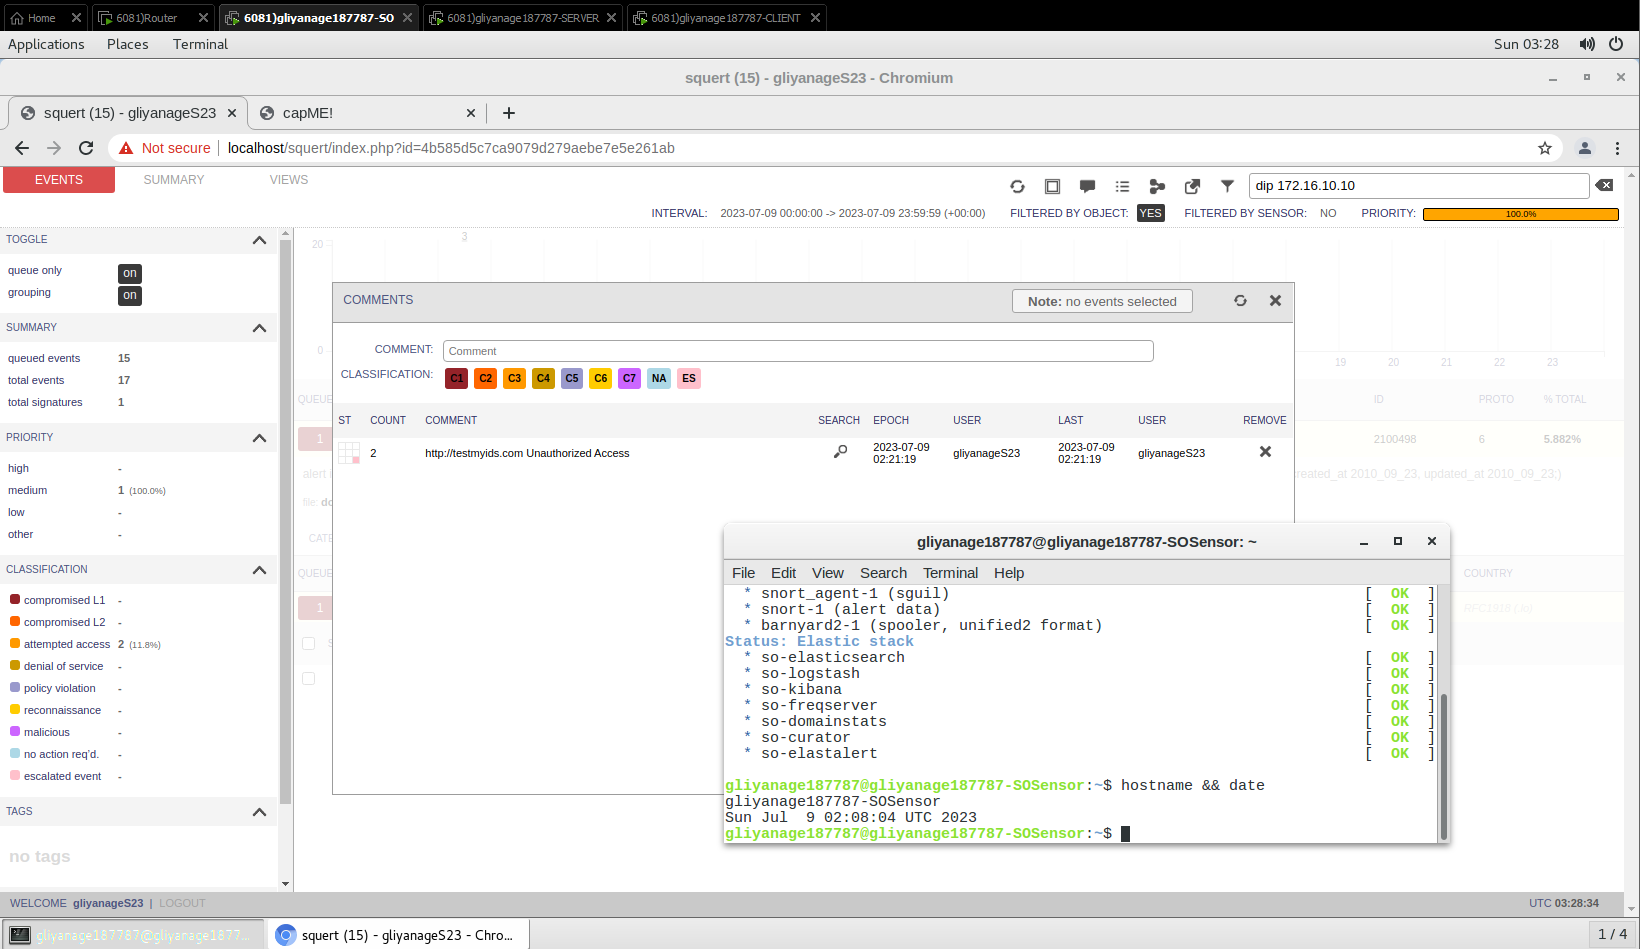 Home
6081)Router
6081)gliyanage187787-SO
6081)gliyanage187787-SERVER
6081)gliyanage187787-CLIENT
Applications Places Terminal Sun 03:28
squert (15) - gliyanageS23 - Chromium
squert (15) - gliyanageS23
capME!
Not secure localhost/squert/index.php?id=4b585d5c7ca9079d279aebe7e5e261ab
EVENTS SUMMARY VIEWS dip 172.16.10.10
INTERVAL: 2023-07-09 00:00:00 -> 2023-07-09 23:59:59 (+00:00) FILTERED BY OBJECT: YES FILTERED BY SENSOR: NO PRIORITY: 100.0%
TOGGLE
queue only on
grouping on
SUMMARY
queued events 15
total events 17
total signatures 1
PRIORITY
high -
medium 1 (100.0%)
low -
other -
CLASSIFICATION
compromised L1 -
compromised L2 -
attempted access 2 (11.8%)
denial of service -
policy violation -
reconnaissance -
malicious -
no action req'd. -
escalated event -
TAGS
no tags
20 3
0 19 20 21 22 23
QUEUE ID PROTO % TOTAL
1 2100498 6 5.882%
alert i reated_at 2010_09_23, updated_at 2010_09_23;)
file: do
CATE
QUEUE COUNTRY
1 RFC1918 (.lo)
COMMENTS Note: no events selected
COMMENT: Comment
CLASSIFICATION: C1 C2 C3 C4 C5 C6 C7 NA ES
ST COUNT COMMENT SEARCH EPOCH USER LAST USER REMOVE
2 http://testmyids.com Unauthorized Access 2023-07-09 02:21:19 gliyanageS23 2023-07-09 02:21:19 gliyanageS23
gliyanage187787@gliyanage187787-SOSensor: ~
File Edit View Search Terminal Help
* snort_agent-1 (sguil) [ OK ]
* snort-1 (alert data) [ OK ]
* barnyard2-1 (spooler, unified2 format) [ OK ]
Status: Elastic stack
* so-elasticsearch [ OK ]
* so-logstash [ OK ]
* so-kibana [ OK ]
* so-freqserver [ OK ]
* so-domainstats [ OK ]
* so-curator [ OK ]
* so-elastalert [ OK ]
gliyanage187787@gliyanage187787-SOSensor:~$ hostname && date
gliyanage187787-SOSensor
Sun Jul  9 02:08:04 UTC 2023
gliyanage187787@gliyanage187787-SOSensor:~$
WELCOME gliyanageS23 | LOGOUT UTC 03:28:34
gliyanage187787@gliyanage1877...
squert (15) - gliyanageS23 - Chro...
1 / 4